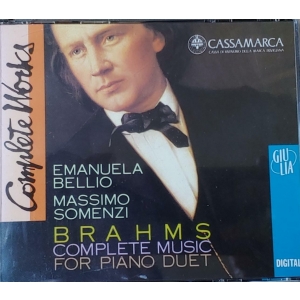 Complete Works
CASSAMARCA
EMANUELA
BELLIO
MASSIMO
SOMENZI
BRAHMS
COMPLETE MUSIC
FOR PIANO DUET
GIU
LIA
DIGITAL